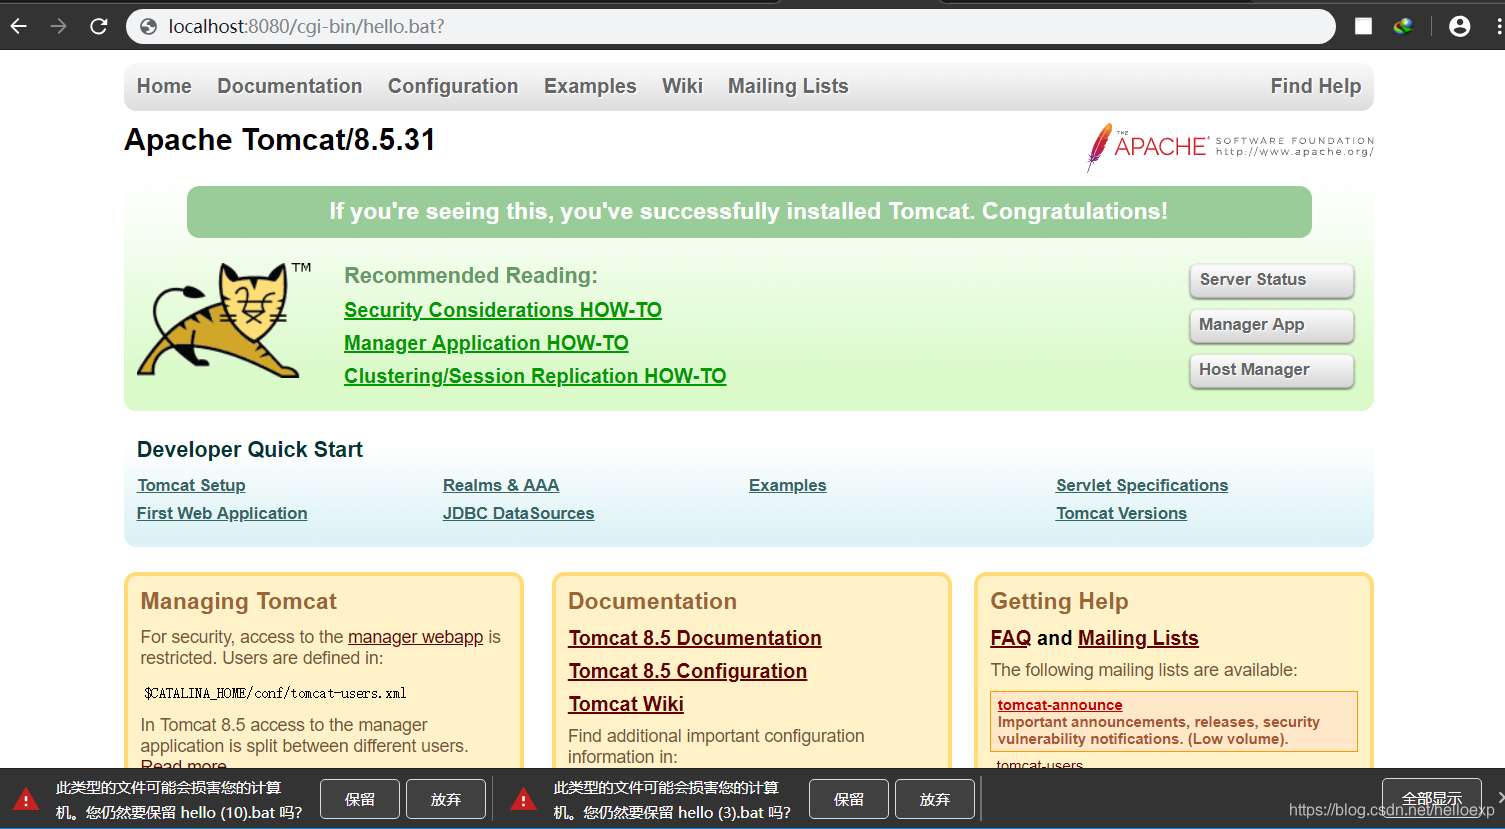 localhost:8080/cgi-bin/hello.bat?
Home Documentation Configuration Examples Wiki Mailing Lists Find Help
Apache Tomcat/8.5.31
THE APACHE® SOFTWARE FOUNDATION
http://www.apache.org/
If you're seeing this, you've successfully installed Tomcat. Congratulations!
TM
Recommended Reading:
Security Considerations HOW-TO
Manager Application HOW-TO
Clustering/Session Replication HOW-TO
Server Status
Manager App
Host Manager
Developer Quick Start
Tomcat Setup
First Web Application
Realms & AAA
JDBC DataSources
Examples
Servlet Specifications
Tomcat Versions
Managing Tomcat
For security, access to the manager webapp is
restricted. Users are defined in:
$CATALINA_HOME/conf/tomcat-users.xml
In Tomcat 8.5 access to the manager
application is split between different users.
Read more
Documentation
Tomcat 8.5 Documentation
Tomcat 8.5 Configuration
Tomcat Wiki
Find additional important configuration
information in:
Getting Help
FAQ and Mailing Lists
The following mailing lists are available:
tomcat-announce
Important announcements, releases, security
vulnerability notifications. (Low volume).
tomcat-users
此类型的文件可能会损害您的计算
机。您仍然要保留 hello (10).bat 吗?
保留
放弃
此类型的文件可能会损害您的计算
机。您仍然要保留 hello (3).bat 吗?
保留
放弃
全部显示
https://blog.csdn.net/helloexp